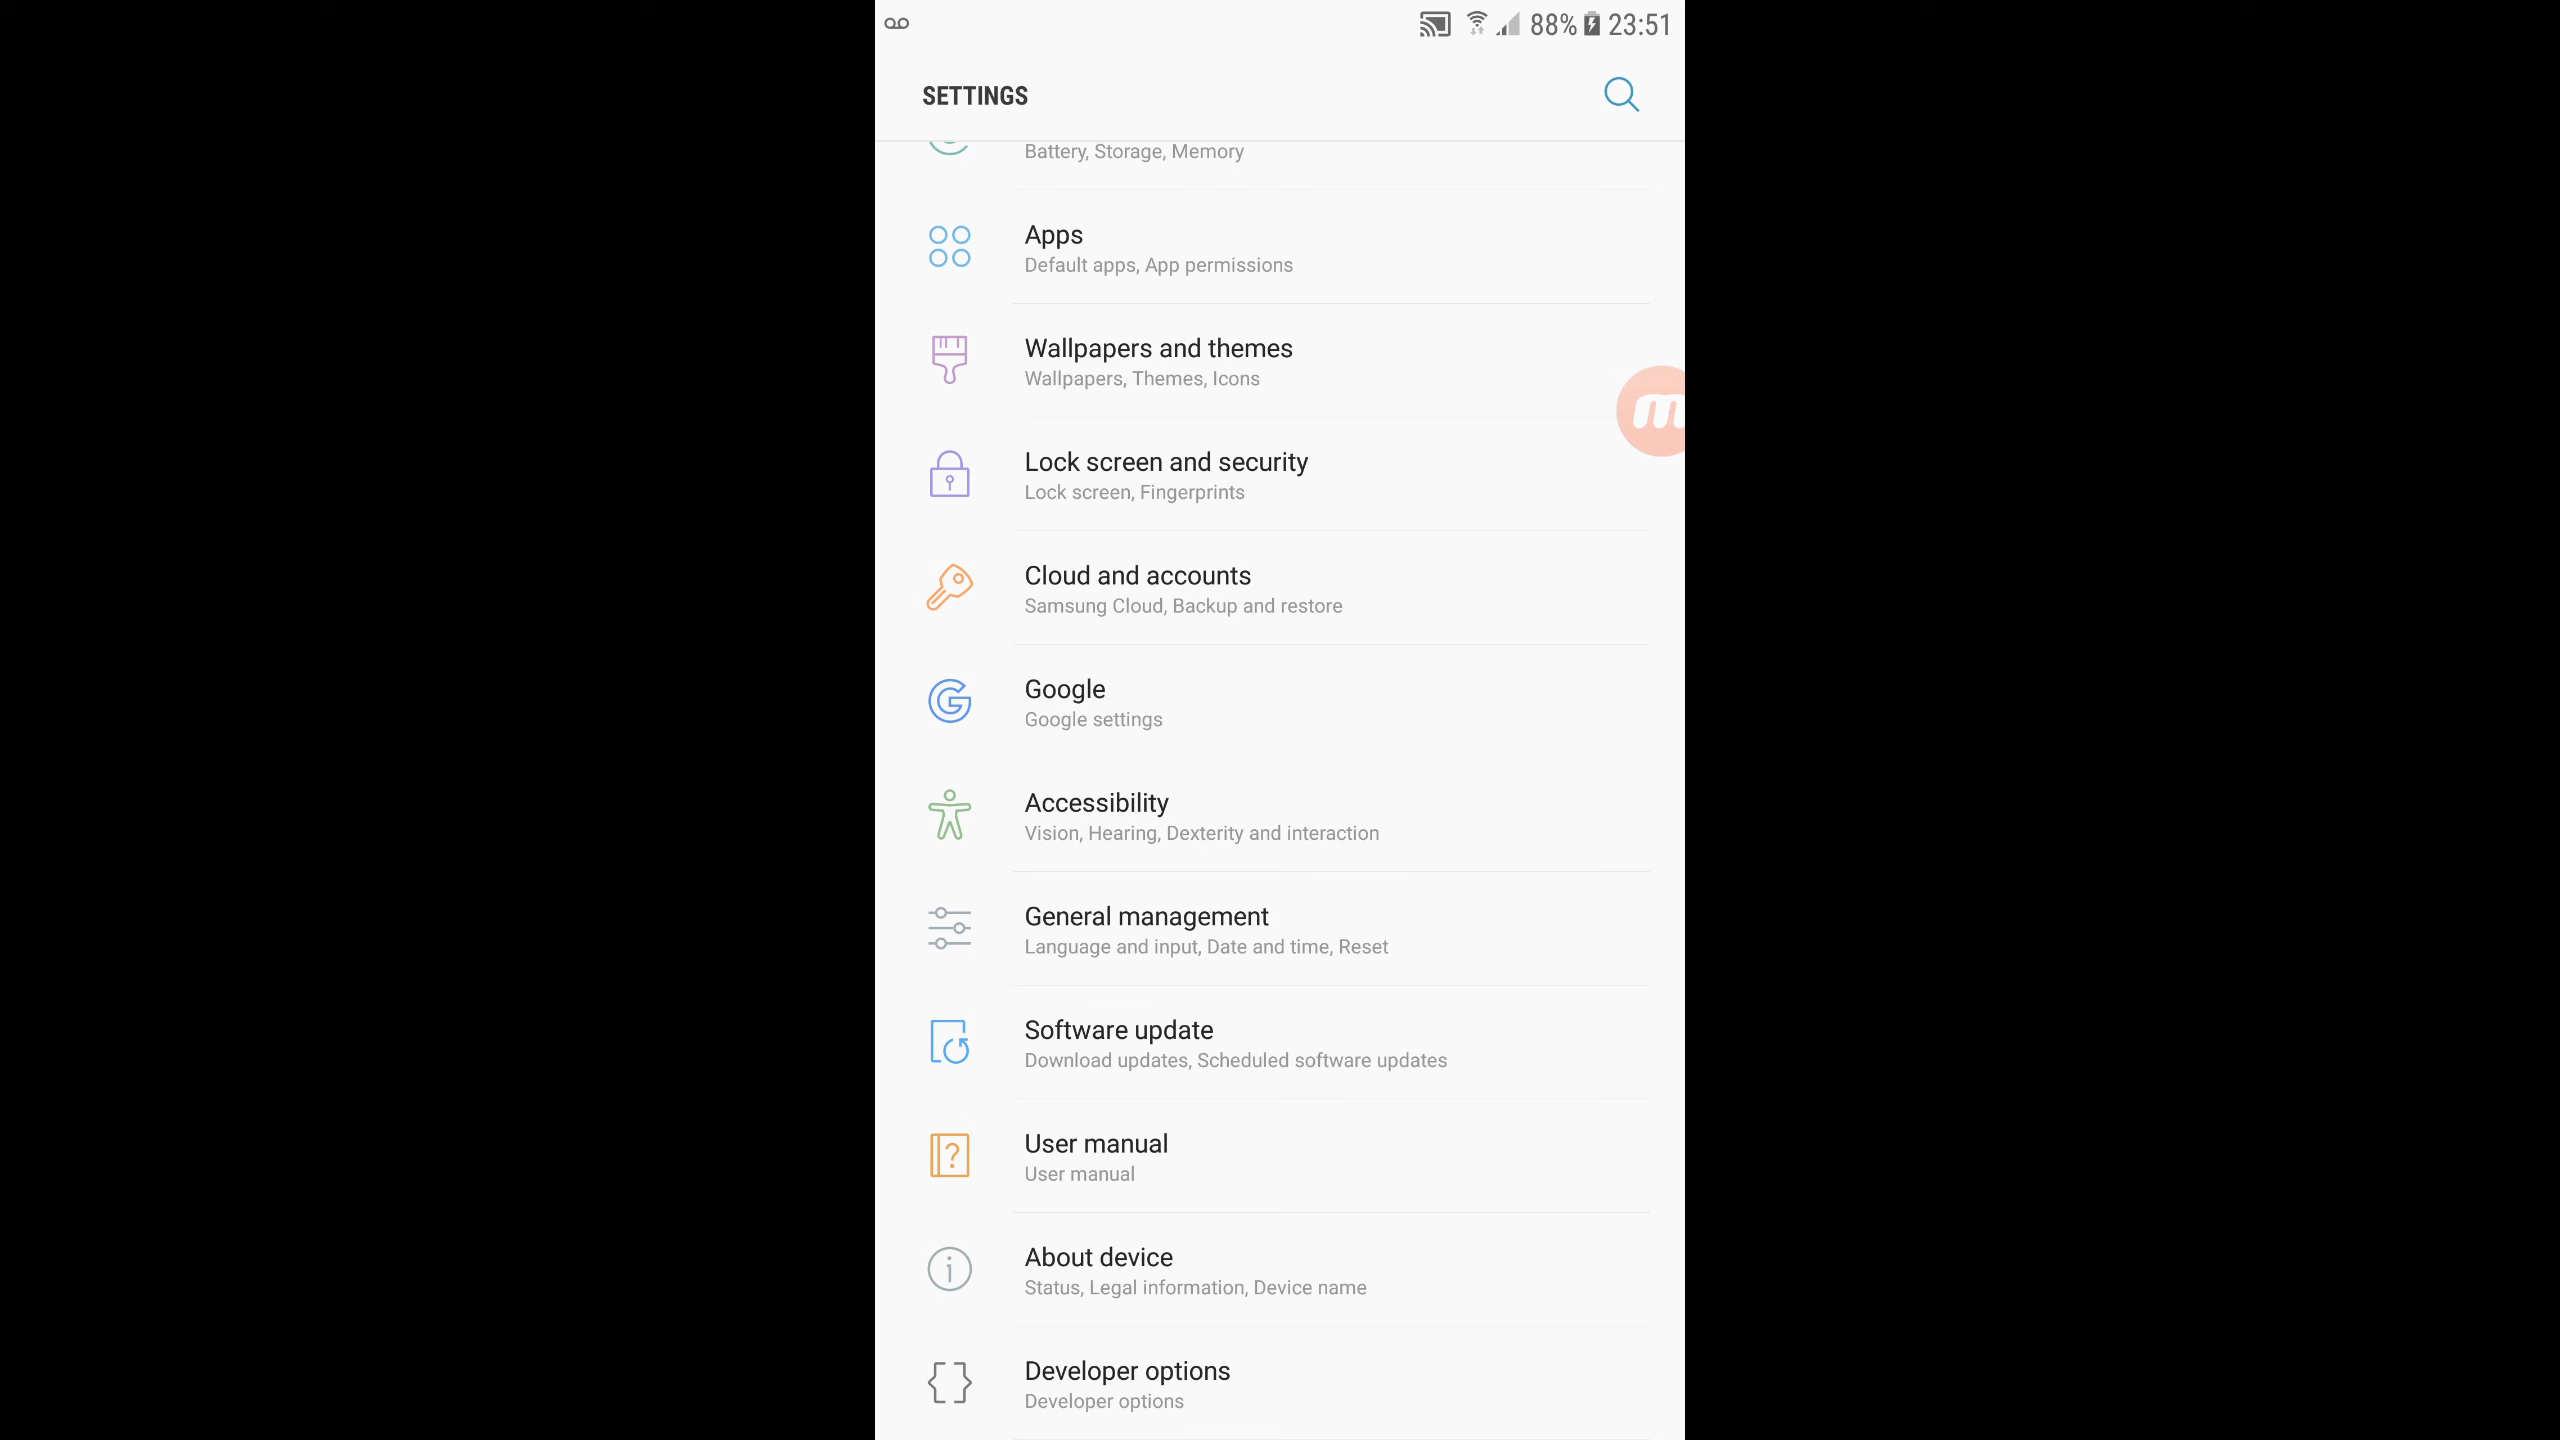 88% 23:51
SETTINGS
Battery, Storage, Memory
Apps
Default apps, App permissions
Wallpapers and themes
Wallpapers, Themes, Icons
Lock screen and security
Lock screen, Fingerprints
Cloud and accounts
Samsung Cloud, Backup and restore
Google
Google settings
Accessibility
Vision, Hearing, Dexterity and interaction
General management
Language and input, Date and time, Reset
Software update
Download updates, Scheduled software updates
User manual
User manual
About device
Status, Legal information, Device name
Developer options
Developer options